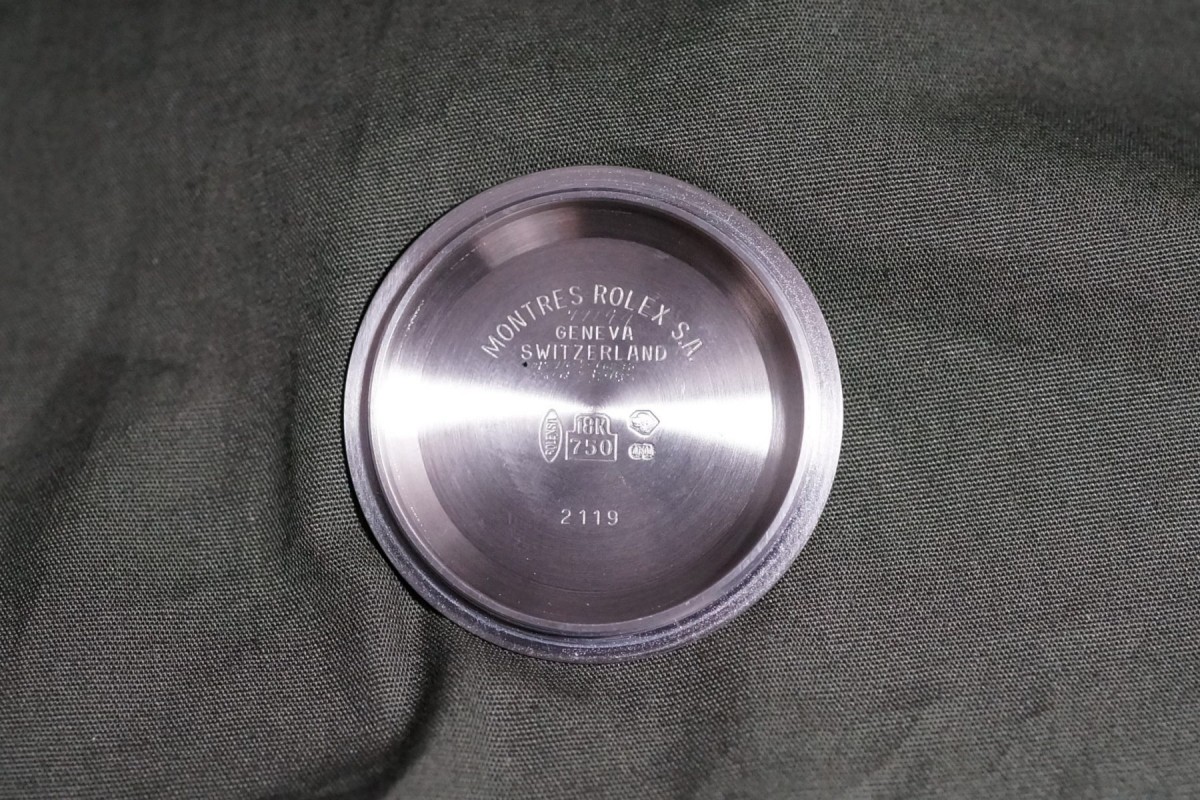 MONTRES ROLEX S.A.
GENEVA
SWITZERLAND
18K
750
2119